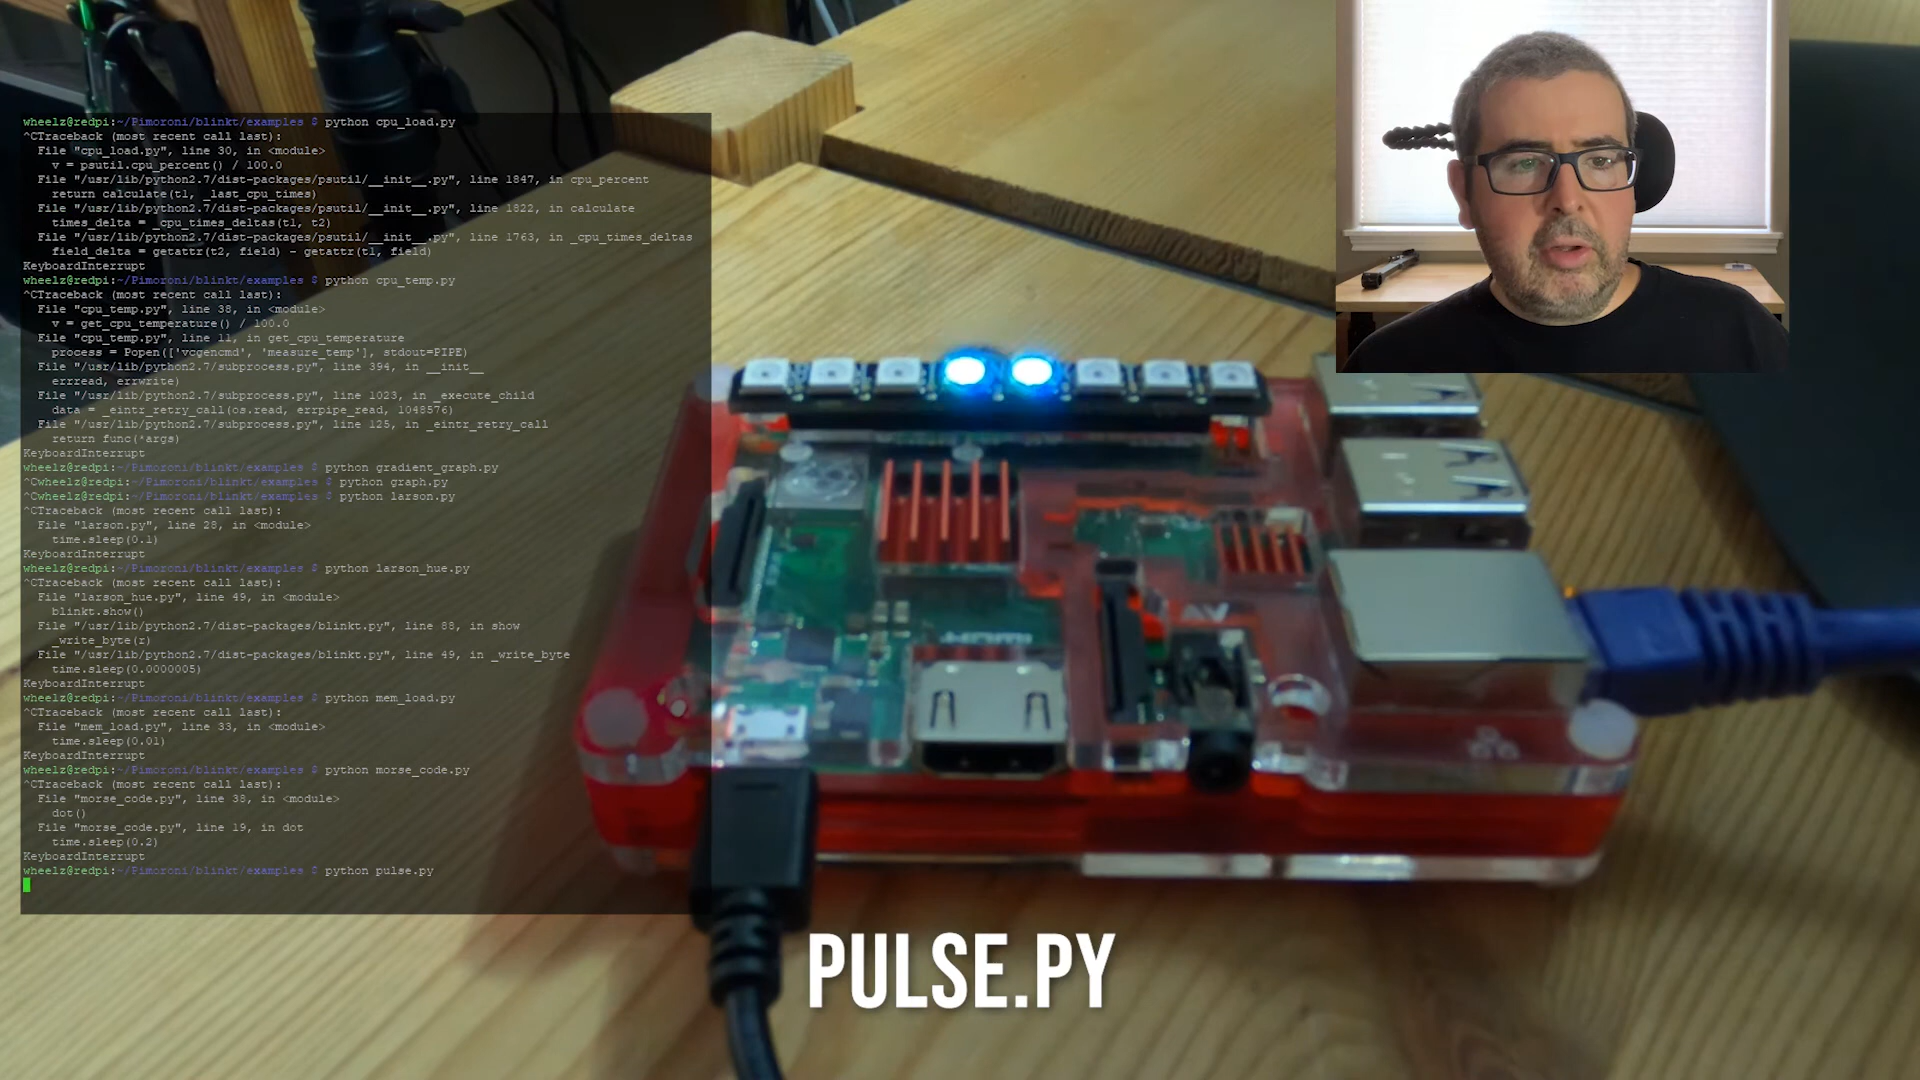 wheelz@redpi:~/Pimoroni/blinkt/examples $ python cpu_load.py
^CTraceback (most recent call last):
File "cpu_load.py", line 30, in <module>
v = psutil.cpu_percent() / 100.0
File "/usr/lib/python2.7/dist-packages/psutil/__init__.py", line 1847, in cpu_percent
return calculate(t1, _last_cpu_times)
File "/usr/lib/python2.7/dist-packages/psutil/__init__.py", line 1822, in calculate
times_delta = _cpu_times_deltas(t1, t2)
File "/usr/lib/python2.7/dist-packages/psutil/__init__.py", line 1763, in _cpu_times_deltas
field_delta = getattr(t2, field) - getattr(t1, field)
KeyboardInterrupt
wheelz@redpi:~/Pimoroni/blinkt/examples $ python cpu_temp.py
^CTraceback (most recent call last):
File "cpu_temp.py", line 38, in <module>
v = get_cpu_temperature() / 100.0
File "cpu_temp.py", line 11, in get_cpu_temperature
process = Popen(['vcgencmd', 'measure_temp'], stdout=PIPE)
File "/usr/lib/python2.7/subprocess.py", line 394, in __init__
errread, errwrite)
File "/usr/lib/python2.7/subprocess.py", line 1023, in _execute_child
data = _eintr_retry_call(os.read, errpipe_read, 1048576)
File "/usr/lib/python2.7/subprocess.py", line 125, in _eintr_retry_call
return func(*args)
KeyboardInterrupt
wheelz@redpi:~/Pimoroni/blinkt/examples $ python gradient_graph.py
^Cwheelz@redpi:~/Pimoroni/blinkt/examples $ python graph.py
^Cwheelz@redpi:~/Pimoroni/blinkt/examples $ python larson.py
^CTraceback (most recent call last):
File "larson.py", line 28, in <module>
time.sleep(0.1)
KeyboardInterrupt
wheelz@redpi:~/Pimoroni/blinkt/examples $ python larson_hue.py
^CTraceback (most recent call last):
File "larson_hue.py", line 49, in <module>
blinkt.show()
File "/usr/lib/python2.7/dist-packages/blinkt.py", line 88, in show
_write_byte(r)
File "/usr/lib/python2.7/dist-packages/blinkt.py", line 49, in _write_byte
time.sleep(0.0000005)
KeyboardInterrupt
wheelz@redpi:~/Pimoroni/blinkt/examples $ python mem_load.py
^CTraceback (most recent call last):
File "mem_load.py", line 33, in <module>
time.sleep(0.01)
KeyboardInterrupt
wheelz@redpi:~/Pimoroni/blinkt/examples $ python morse_code.py
^CTraceback (most recent call last):
File "morse_code.py", line 38, in <module>
dot()
File "morse_code.py", line 19, in dot
time.sleep(0.2)
KeyboardInterrupt
wheelz@redpi:~/Pimoroni/blinkt/examples $ python pulse.py
AV
HDMI
PULSE.PY